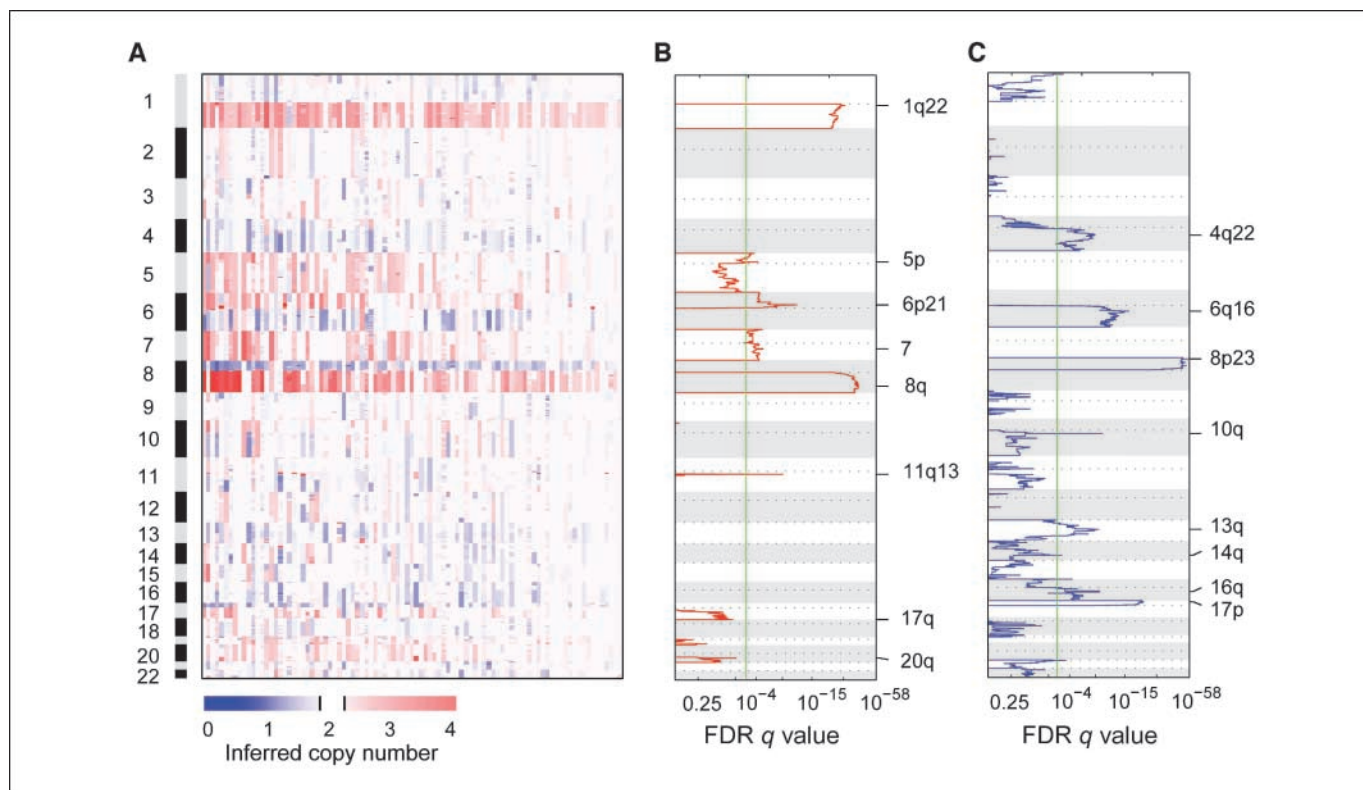 A
B
C
1
2
3
4
5
6
7
8
9
10
11
12
13
14
15
16
17
18
20
22
0 1 2 3 4
Inferred copy number
1q22
5p
6p21
7
8q
11q13
17q
20q
0.25 10⁻⁴ 10⁻¹⁵ 10⁻⁵⁸
FDR q value
4q22
6q16
8p23
10q
13q
14q
16q
17p
0.25 10⁻⁴ 10⁻¹⁵ 10⁻⁵⁸
FDR q value